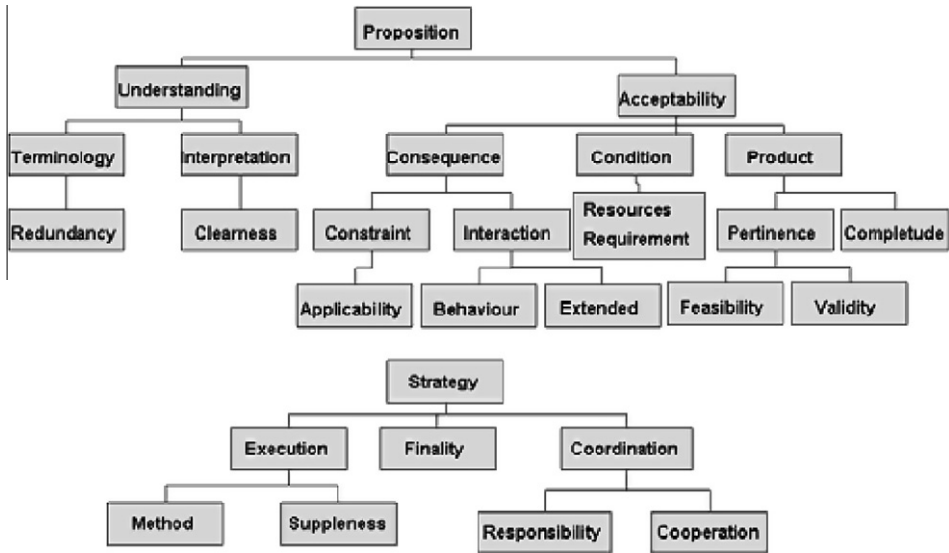 Proposition
Understanding
Acceptability
Terminology
Interpretation
Consequence
Condition
Product
Redundancy
Clearness
Constraint
Interaction
Resources
Requirement
Pertinence
Completude
Applicability
Behaviour
Extended
Feasibility
Validity
Strategy
Execution
Finality
Coordination
Method
Suppleness
Responsibility
Cooperation